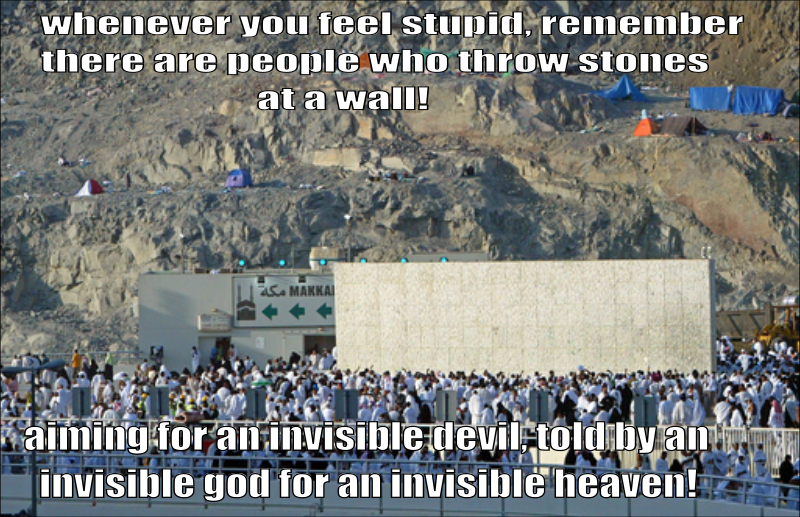 whenever you feel stupid, remember
there are people who throw stones
at a wall!
مكة MAKKAH
aiming for an invisible devil, told by an
invisible god for an invisible heaven!